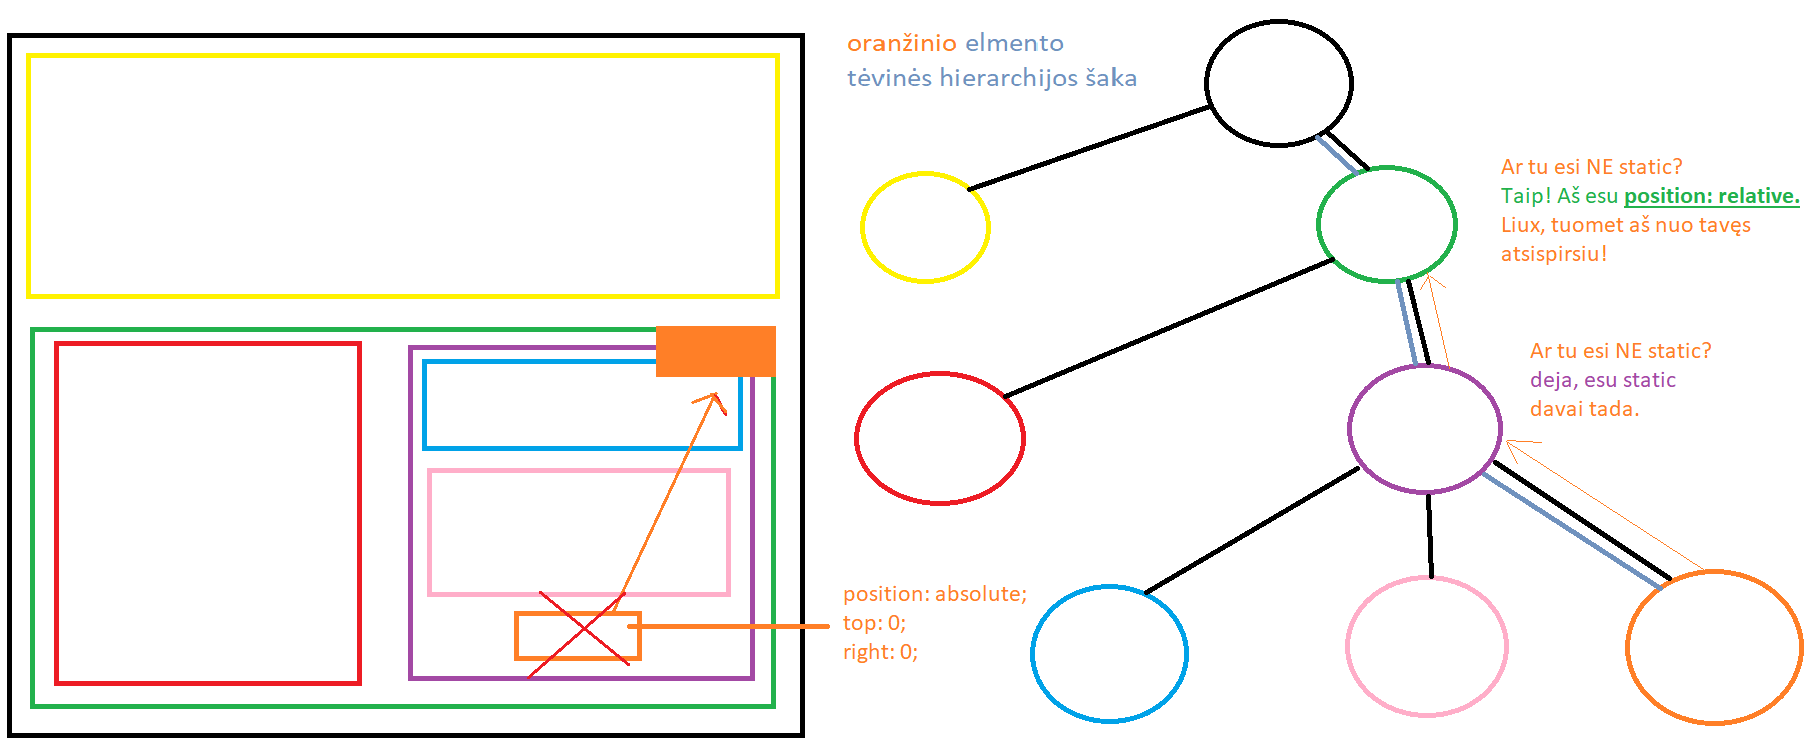 oranžinio elmento
tėvinės hierarchijos šaka
Ar tu esi NE static?
Taip! Aš esu position: relative.
Liux, tuomet aš nuo tavęs
atsispirsiu!
Ar tu esi NE static?
deja, esu static
davai tada.
position: absolute;
top: 0;
right: 0;